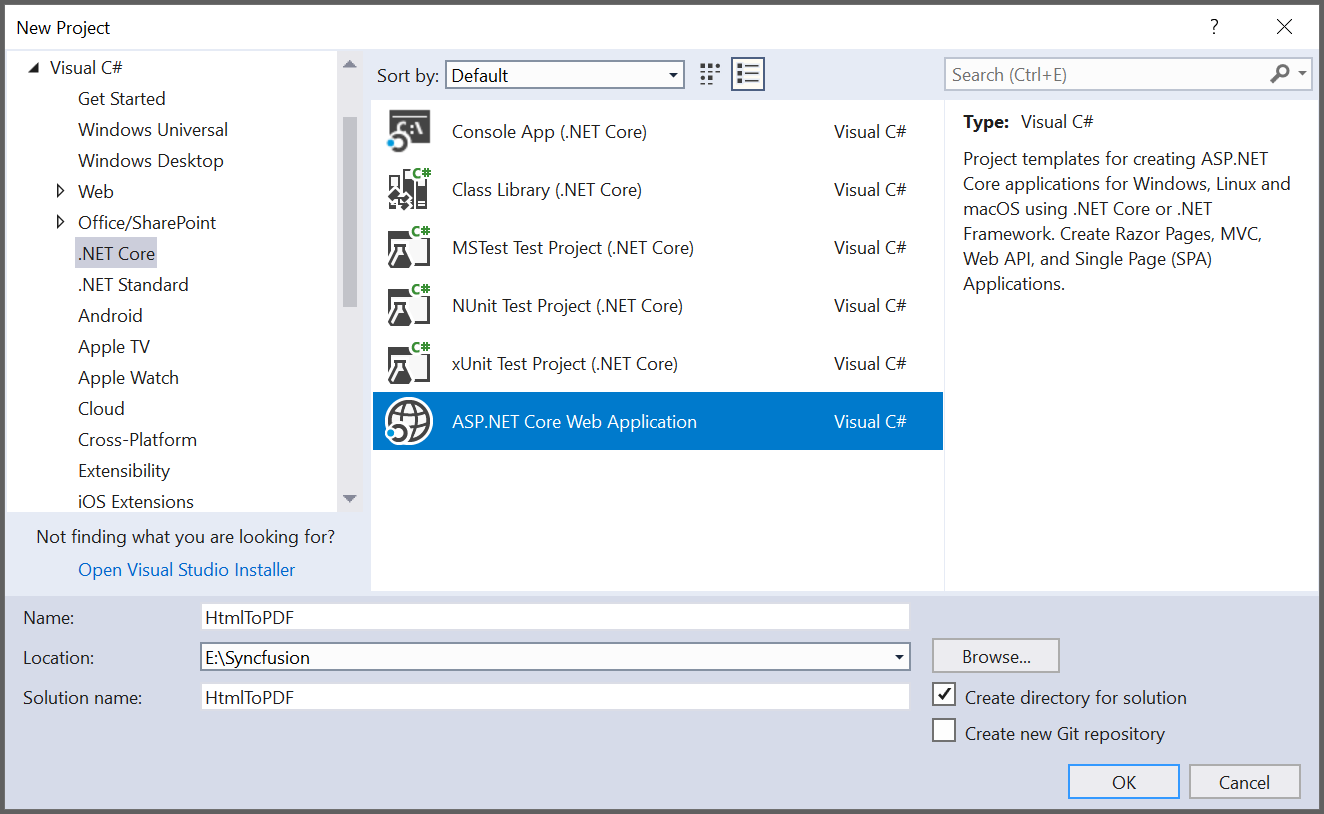 New Project
?
Visual C#
Get Started
Windows Universal
Windows Desktop
Web
Office/SharePoint
.NET Core
.NET Standard
Android
Apple TV
Apple Watch
Cloud
Cross-Platform
Extensibility
iOS Extensions
Not finding what you are looking for?
Open Visual Studio Installer
Sort by: Default
Search (Ctrl+E)
Console App (.NET Core) Visual C#
C# Class Library (.NET Core) Visual C#
C# MSTest Test Project (.NET Core) Visual C#
C# NUnit Test Project (.NET Core) Visual C#
C# xUnit Test Project (.NET Core) Visual C#
ASP.NET Core Web Application Visual C#
Type: Visual C#
Project templates for creating ASP.NET
Core applications for Windows, Linux and
macOS using .NET Core or .NET
Framework. Create Razor Pages, MVC,
Web API, and Single Page (SPA)
Applications.
Name: HtmlToPDF
Location: E:\Syncfusion Browse...
Solution name: HtmlToPDF
Create directory for solution
Create new Git repository
OK Cancel